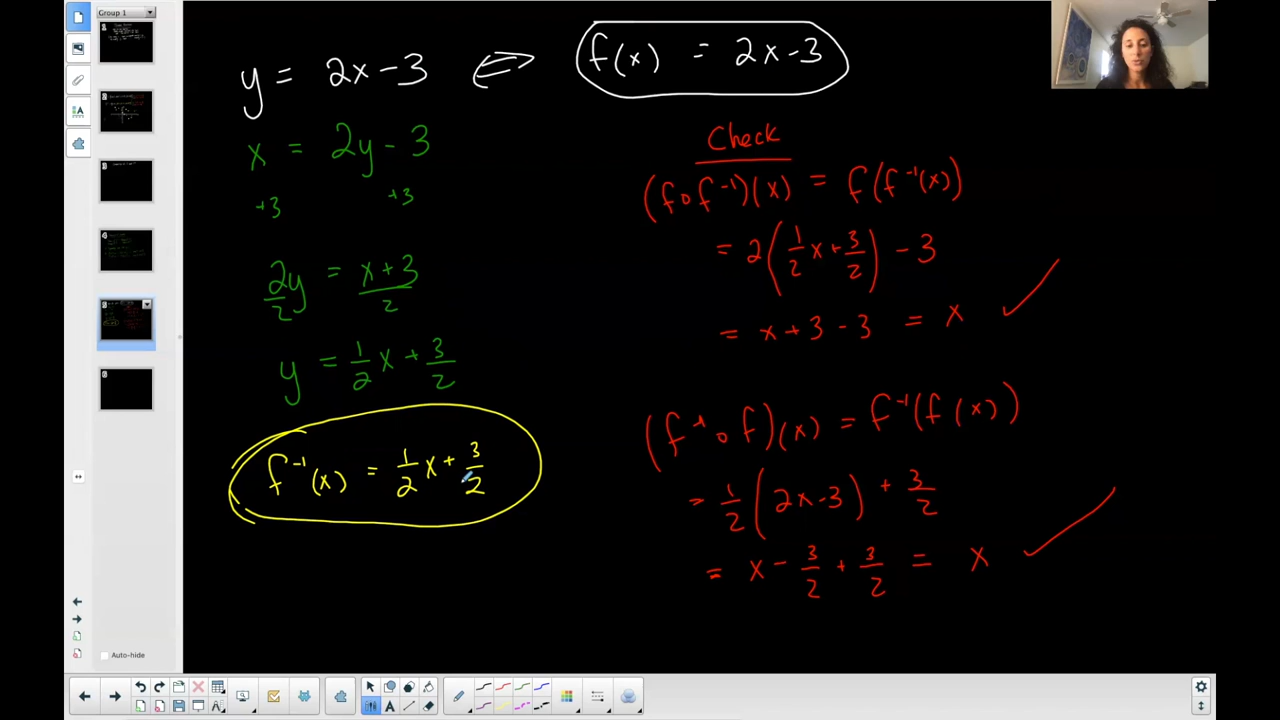 Group 1
y = 2x - 3 ⇔ f(x) = 2x - 3
x = 2y - 3
+3 +3
2y/2 = (x + 3)/2
y = 1/2 x + 3/2
f⁻¹(x) = 1/2 x + 3/2
Check
(f ∘ f⁻¹)(x) = f(f⁻¹(x))
= 2(1/2 x + 3/2) - 3
= x + 3 - 3 = x ✓
(f⁻¹ ∘ f)(x) = f⁻¹(f(x))
= 1/2 (2x - 3) + 3/2
= x - 3/2 + 3/2 = x ✓
Auto-hide